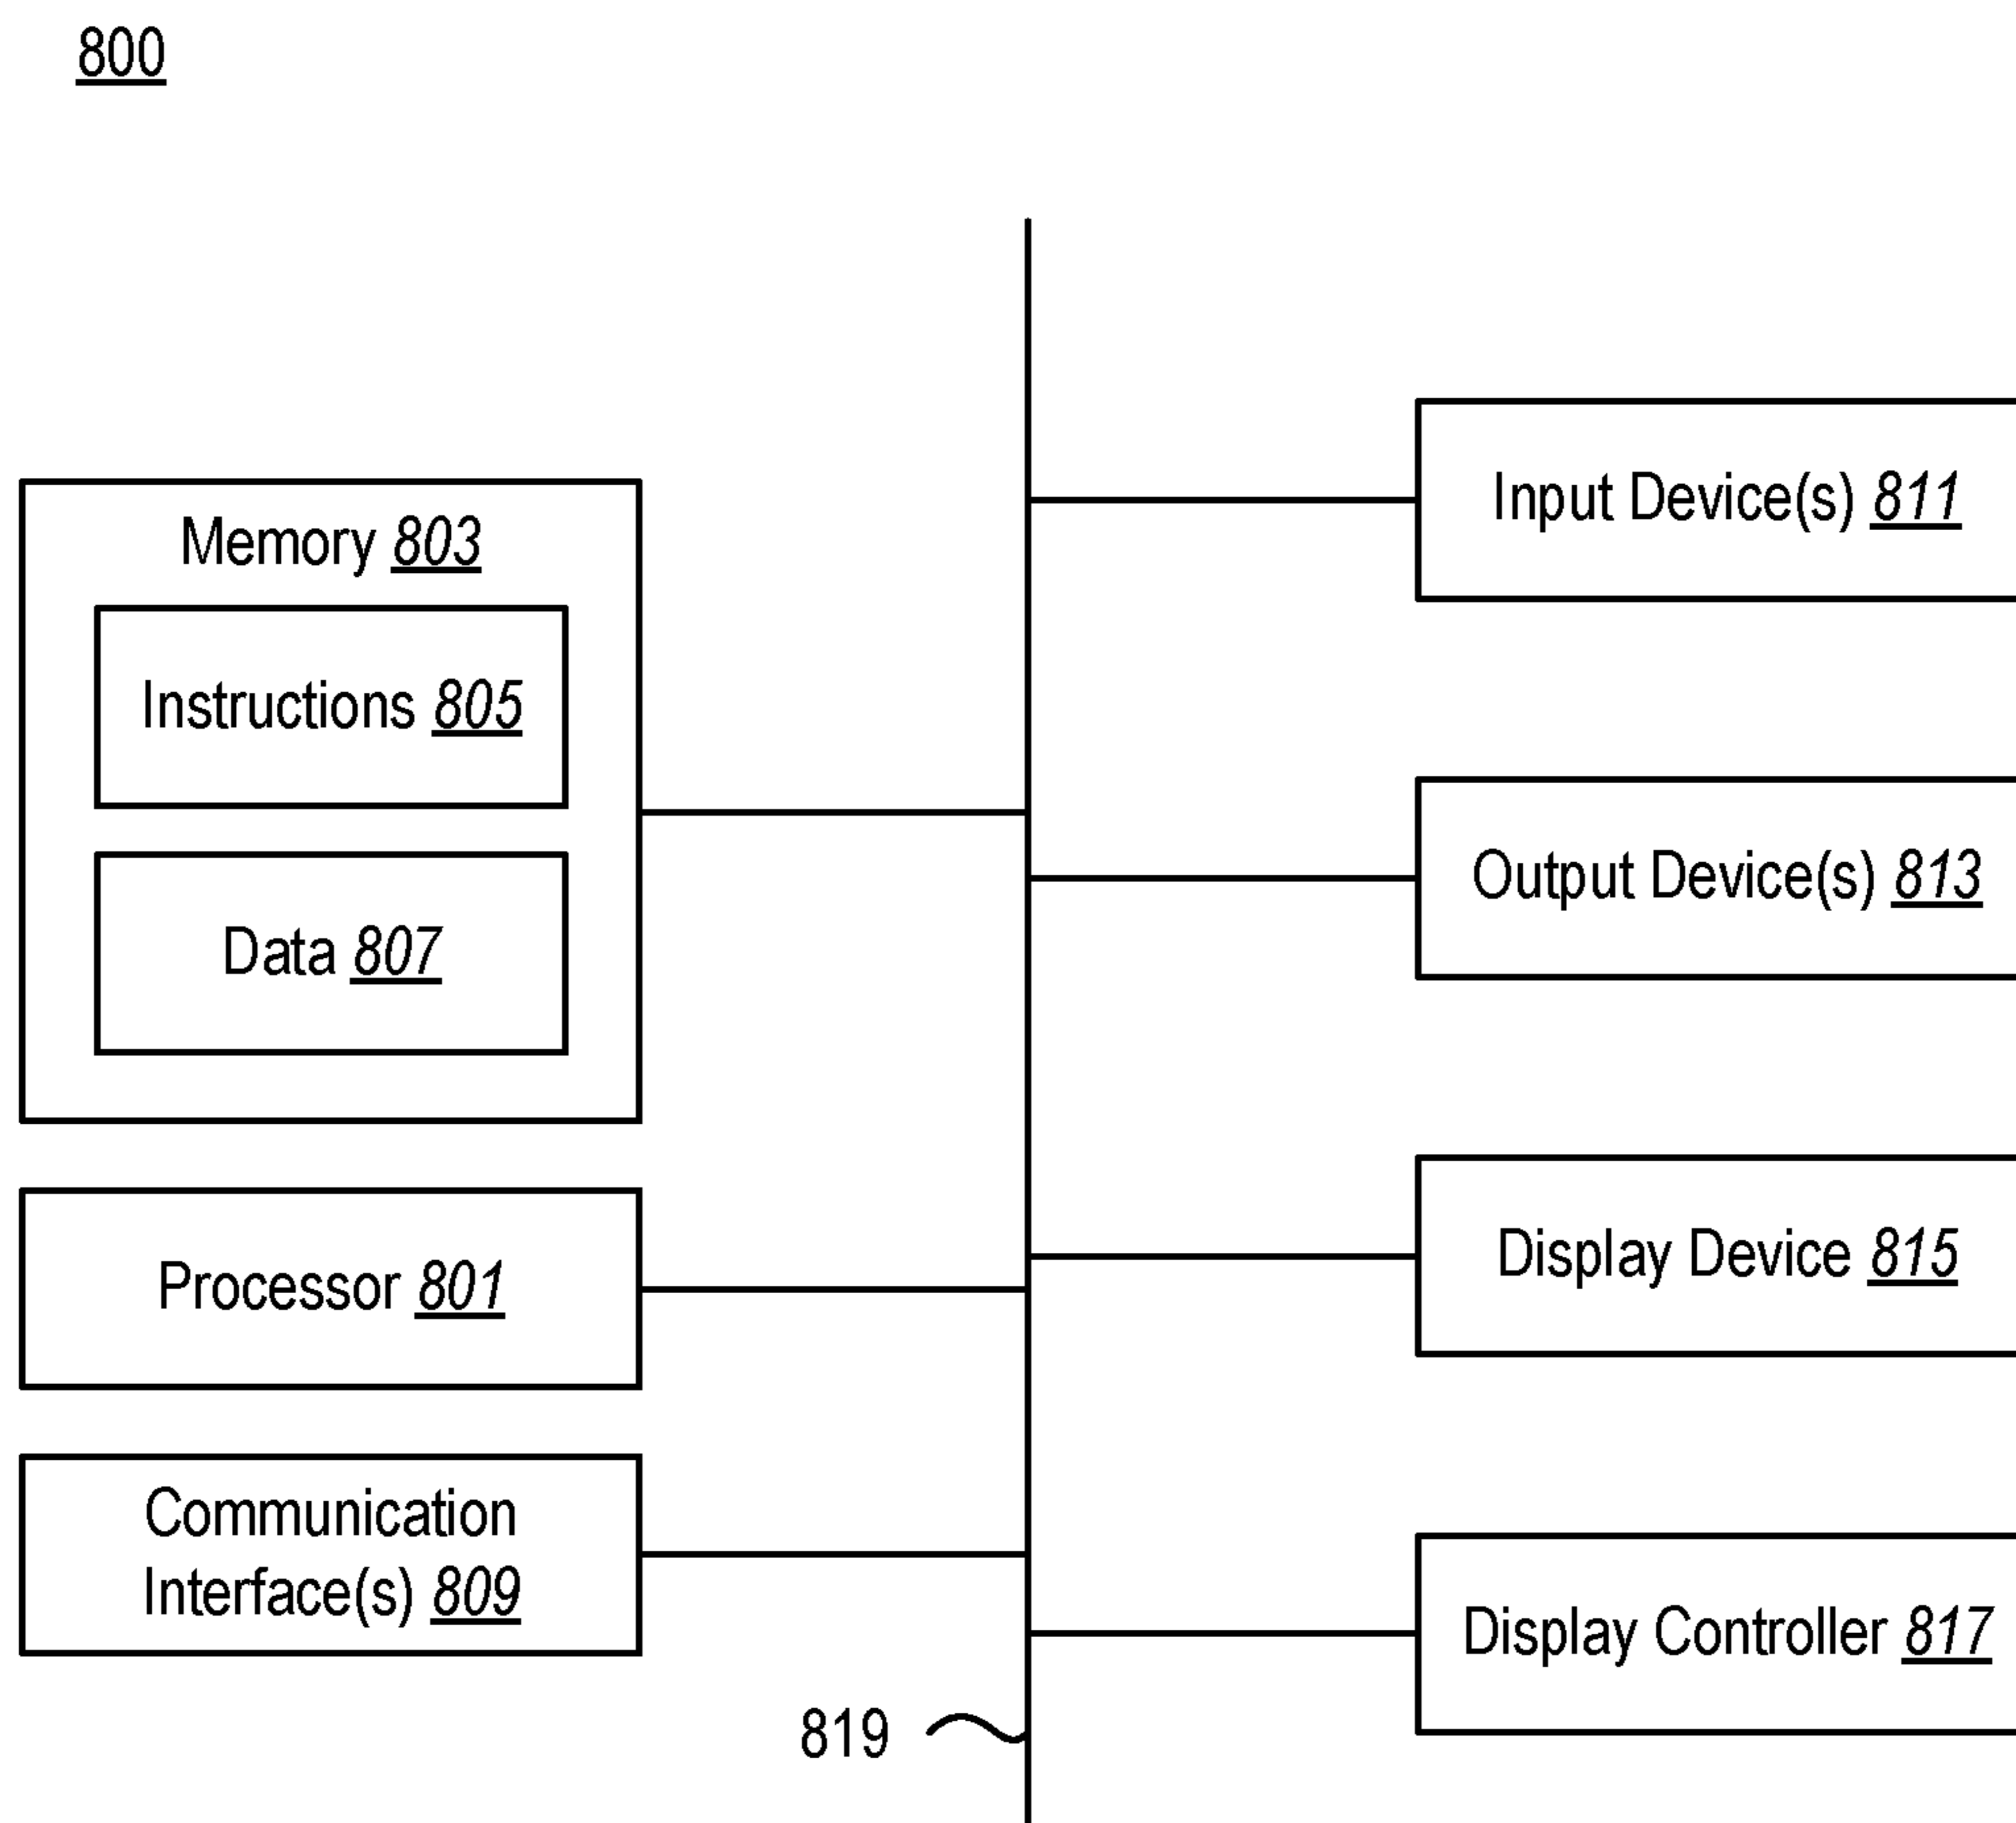 800
Memory 803
Instructions 805
Data 807
Processor 801
Communication
Interface(s) 809
819
Input Device(s) 811
Output Device(s) 813
Display Device 815
Display Controller 817